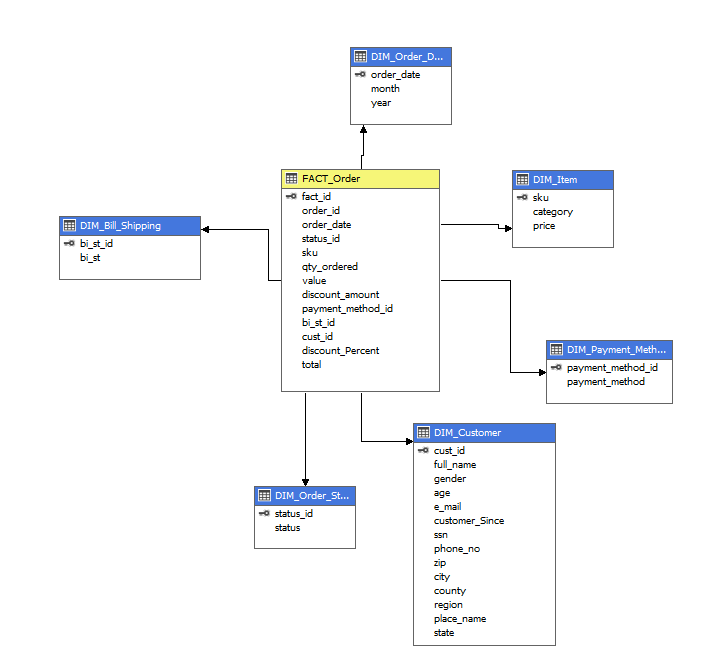 DIM_Order_D...
order_date
month
year
FACT_Order
fact_id
order_id
order_date
status_id
sku
qty_ordered
value
discount_amount
payment_method_id
bi_st_id
cust_id
discount_Percent
total
DIM_Item
sku
category
price
DIM_Bill_Shipping
bi_st_id
bi_st
DIM_Payment_Meth...
payment_method_id
payment_method
DIM_Customer
cust_id
full_name
gender
age
e_mail
customer_Since
ssn
phone_no
zip
city
county
region
place_name
state
DIM_Order_St...
status_id
status